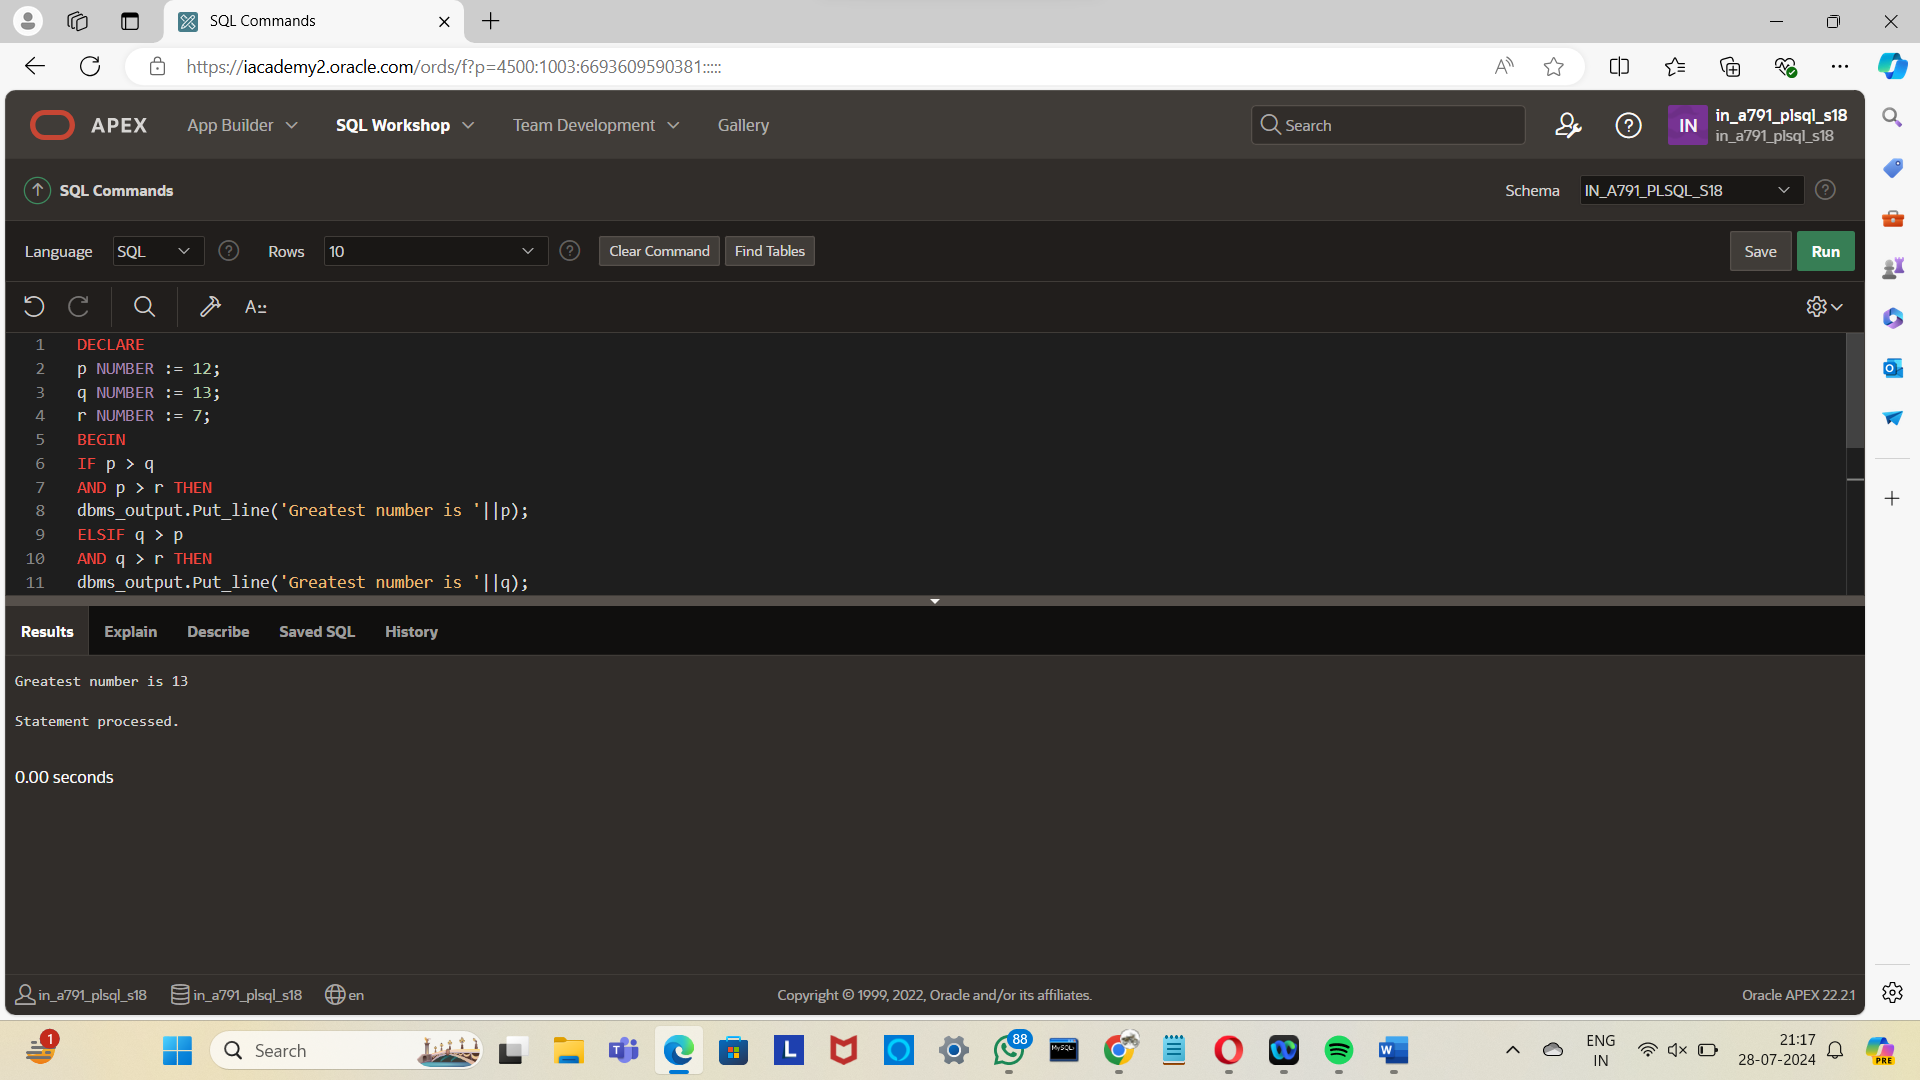 SQL Commands
https://iacademy2.oracle.com/ords/f?p=4500:1003:6693609590381:::::
APEX App Builder SQL Workshop Team Development Gallery Search IN in_a791_plsql_s18
in_a791_plsql_s18
SQL Commands Schema IN_A791_PLSQL_S18
Language SQL Rows 10 Clear Command Find Tables Save Run
A::
1 DECLARE
2 p NUMBER := 12;
3 q NUMBER := 13;
4 r NUMBER := 7;
5 BEGIN
6 IF p > q
7 AND p > r THEN
8 dbms_output.Put_line('Greatest number is '||p);
9 ELSIF q > p
10 AND q > r THEN
11 dbms_output.Put_line('Greatest number is '||q);
Results Explain Describe Saved SQL History
Greatest number is 13
Statement processed.
0.00 seconds
in_a791_plsql_s18 in_a791_plsql_s18 en Copyright © 1999, 2022, Oracle and/or its affiliates. Oracle APEX 22.2.1
1 Search L MySQL 88 W ENG 21:17 PRE
IN 28-07-2024